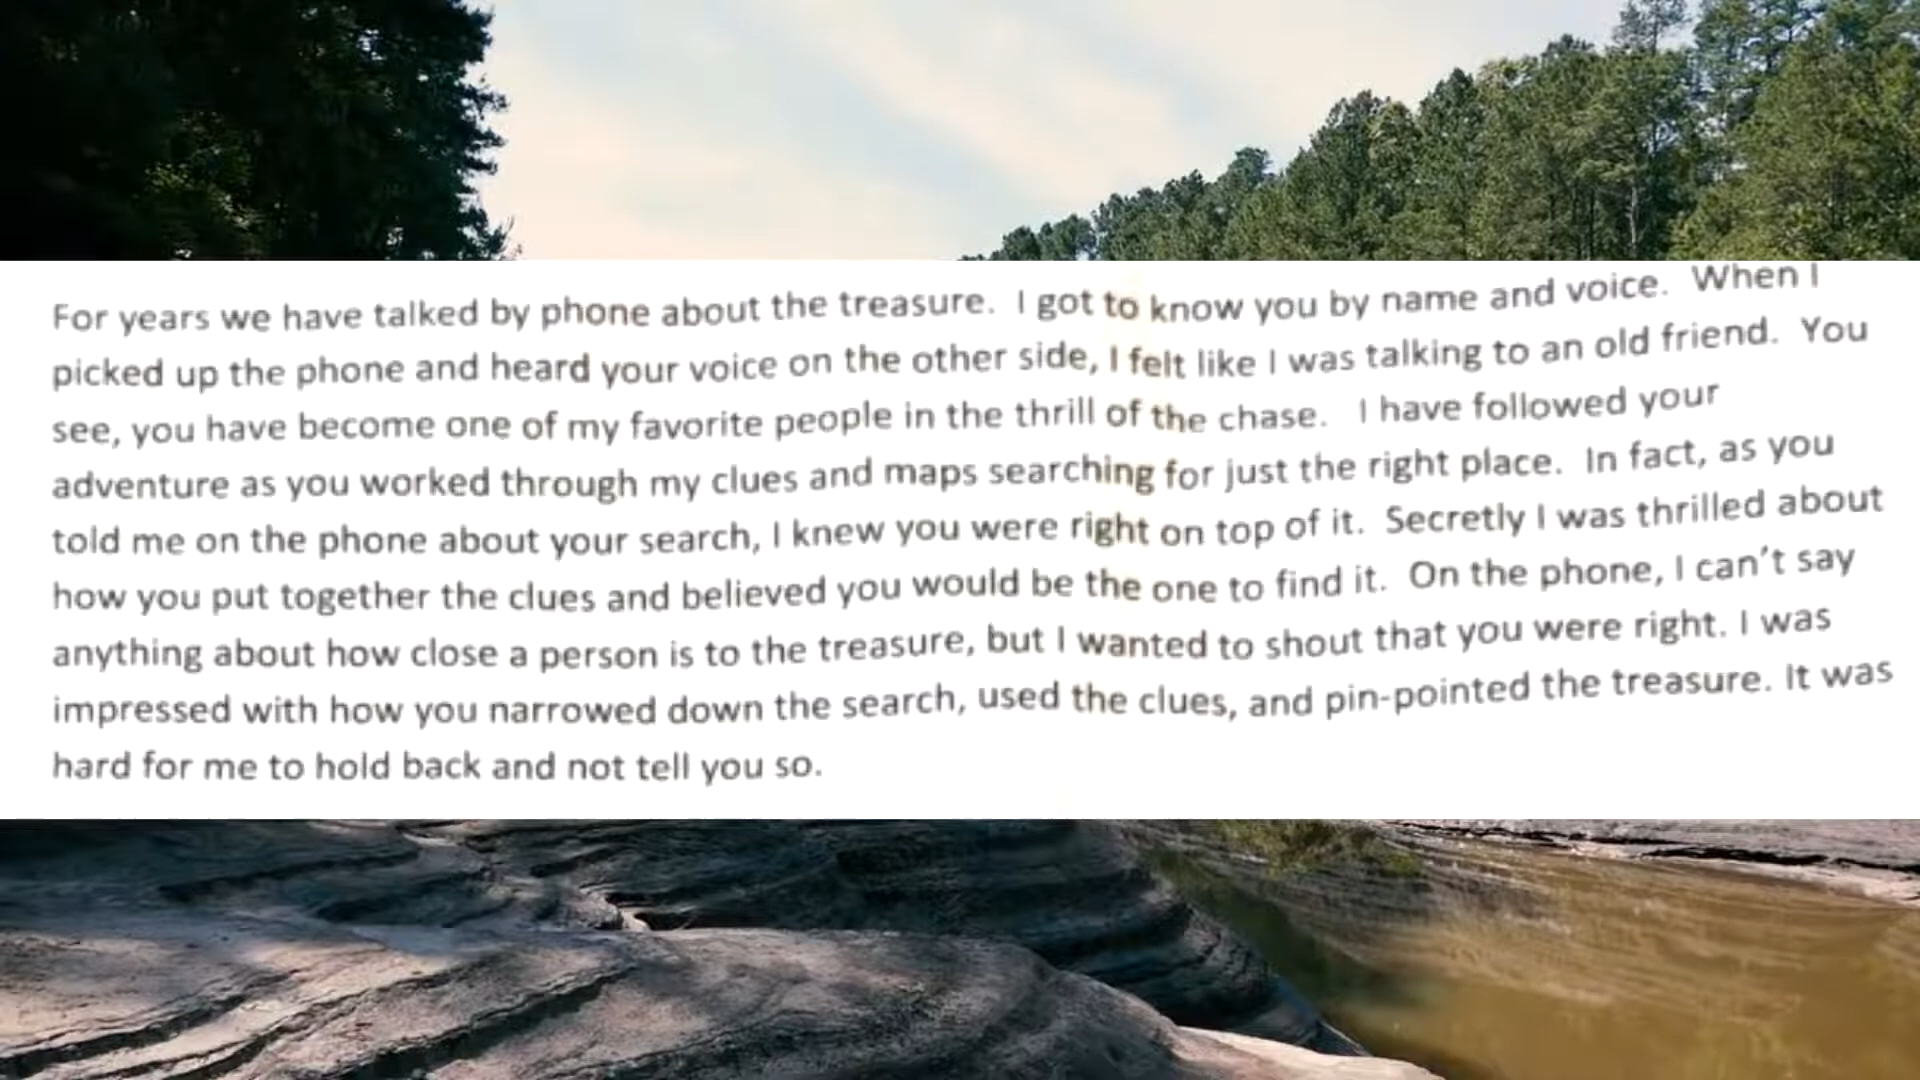 For years we have talked by phone about the treasure.  I got to know you by name and voice.  When I
picked up the phone and heard your voice on the other side, I felt like I was talking to an old friend.  You
see, you have become one of my favorite people in the thrill of the chase.   I have followed your
adventure as you worked through my clues and maps searching for just the right place.  In fact, as you
told me on the phone about your search, I knew you were right on top of it.  Secretly I was thrilled about
how you put together the clues and believed you would be the one to find it.  On the phone, I can't say
anything about how close a person is to the treasure, but I wanted to shout that you were right. I was
impressed with how you narrowed down the search, used the clues, and pin-pointed the treasure. It was
hard for me to hold back and not tell you so.